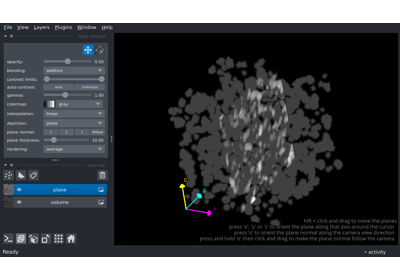 File View Layers Plugins Window Help
layer controls
opacity: 0.50
blending: additive
contrast limits:
auto-contrast: once continuous
gamma: 1.00
colormap: gray
interpolation: linear
depiction: plane
plane normal: x y z oblique
plane thickness: 10.00
rendering: average
layer list
plane
volume
shift + click and drag to move the plane
press 'x', 'y' or 'z' to orient the plane along that axis around the cursor
press 'o' to orient the plane normal along the camera view direction
press and hold 'o' then click and drag to make the plane normal follow the camera
Ready
activity